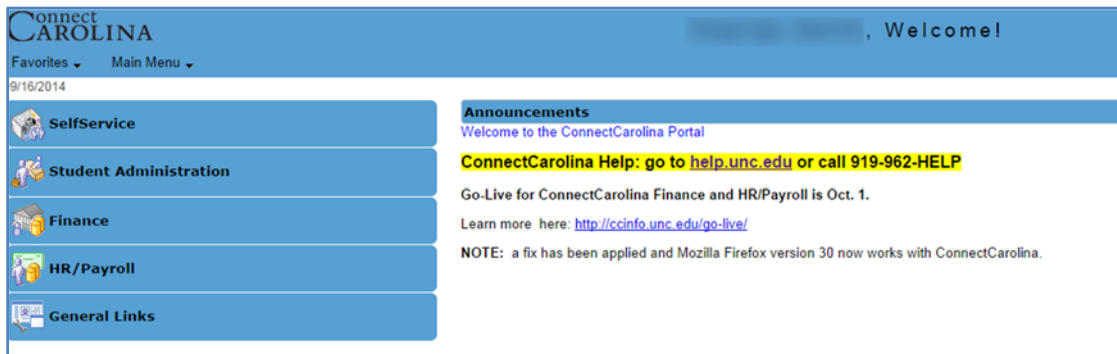 Connect
CAROLINA
, Welcome!
Favorites Main Menu
9/16/2014
SelfService
Student Administration
Finance
HR/Payroll
General Links
Announcements
Welcome to the ConnectCarolina Portal
ConnectCarolina Help: go to help.unc.edu or call 919-962-HELP
Go-Live for ConnectCarolina Finance and HR/Payroll is Oct. 1.
Learn more here: http://ccinfo.unc.edu/go-live/
NOTE: a fix has been applied and Mozilla Firefox version 30 now works with ConnectCarolina.